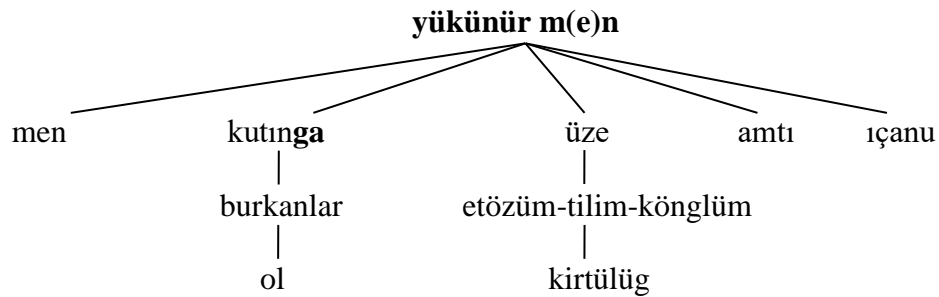 yükünür m(e)n
men kutınga üze amtı ıçanu
burkanlar etözüm-tilim-könglüm
ol kirtülüg